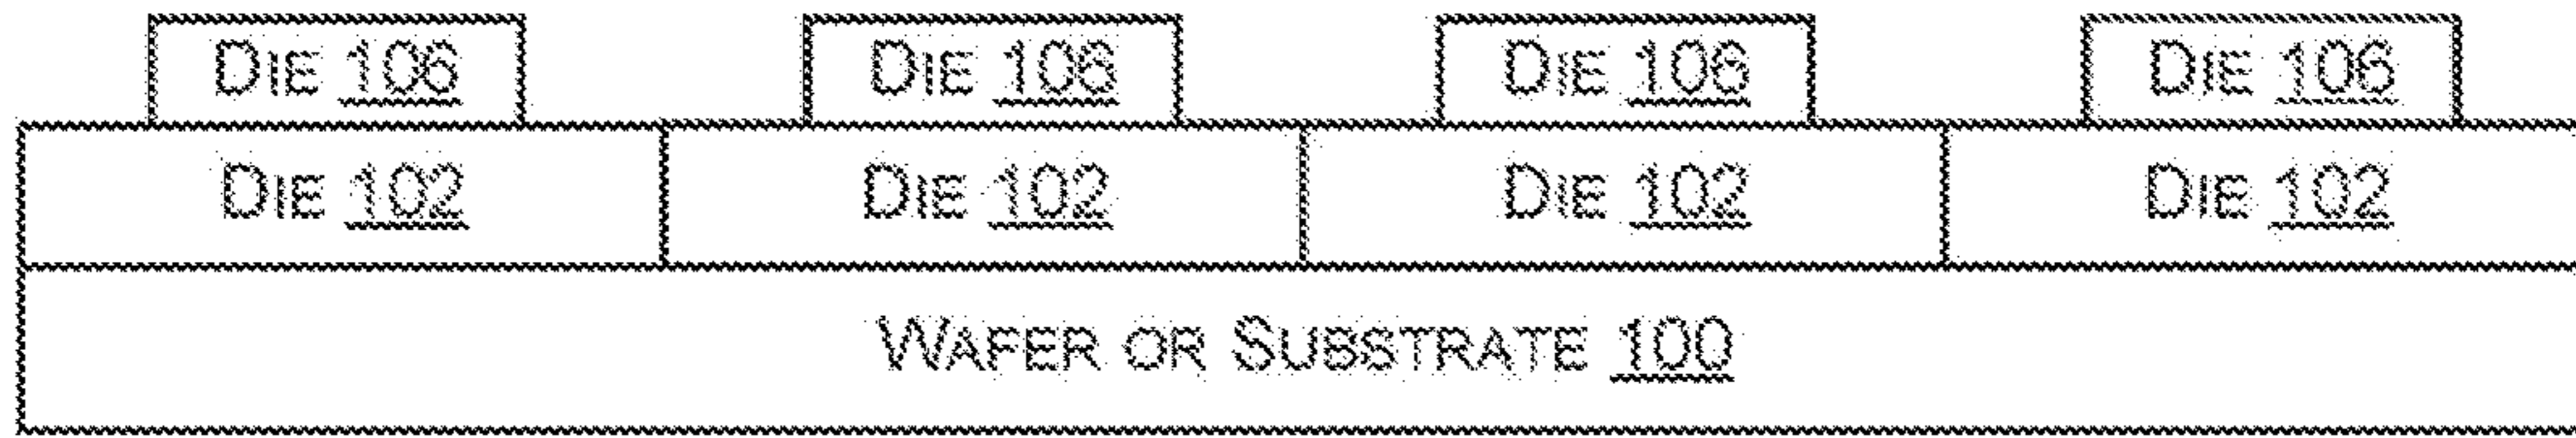 DIE 106 DIE 106 DIE 106 DIE 106
DIE 102 DIE 102 DIE 102 DIE 102
WAFER OR SUBSTRATE 100